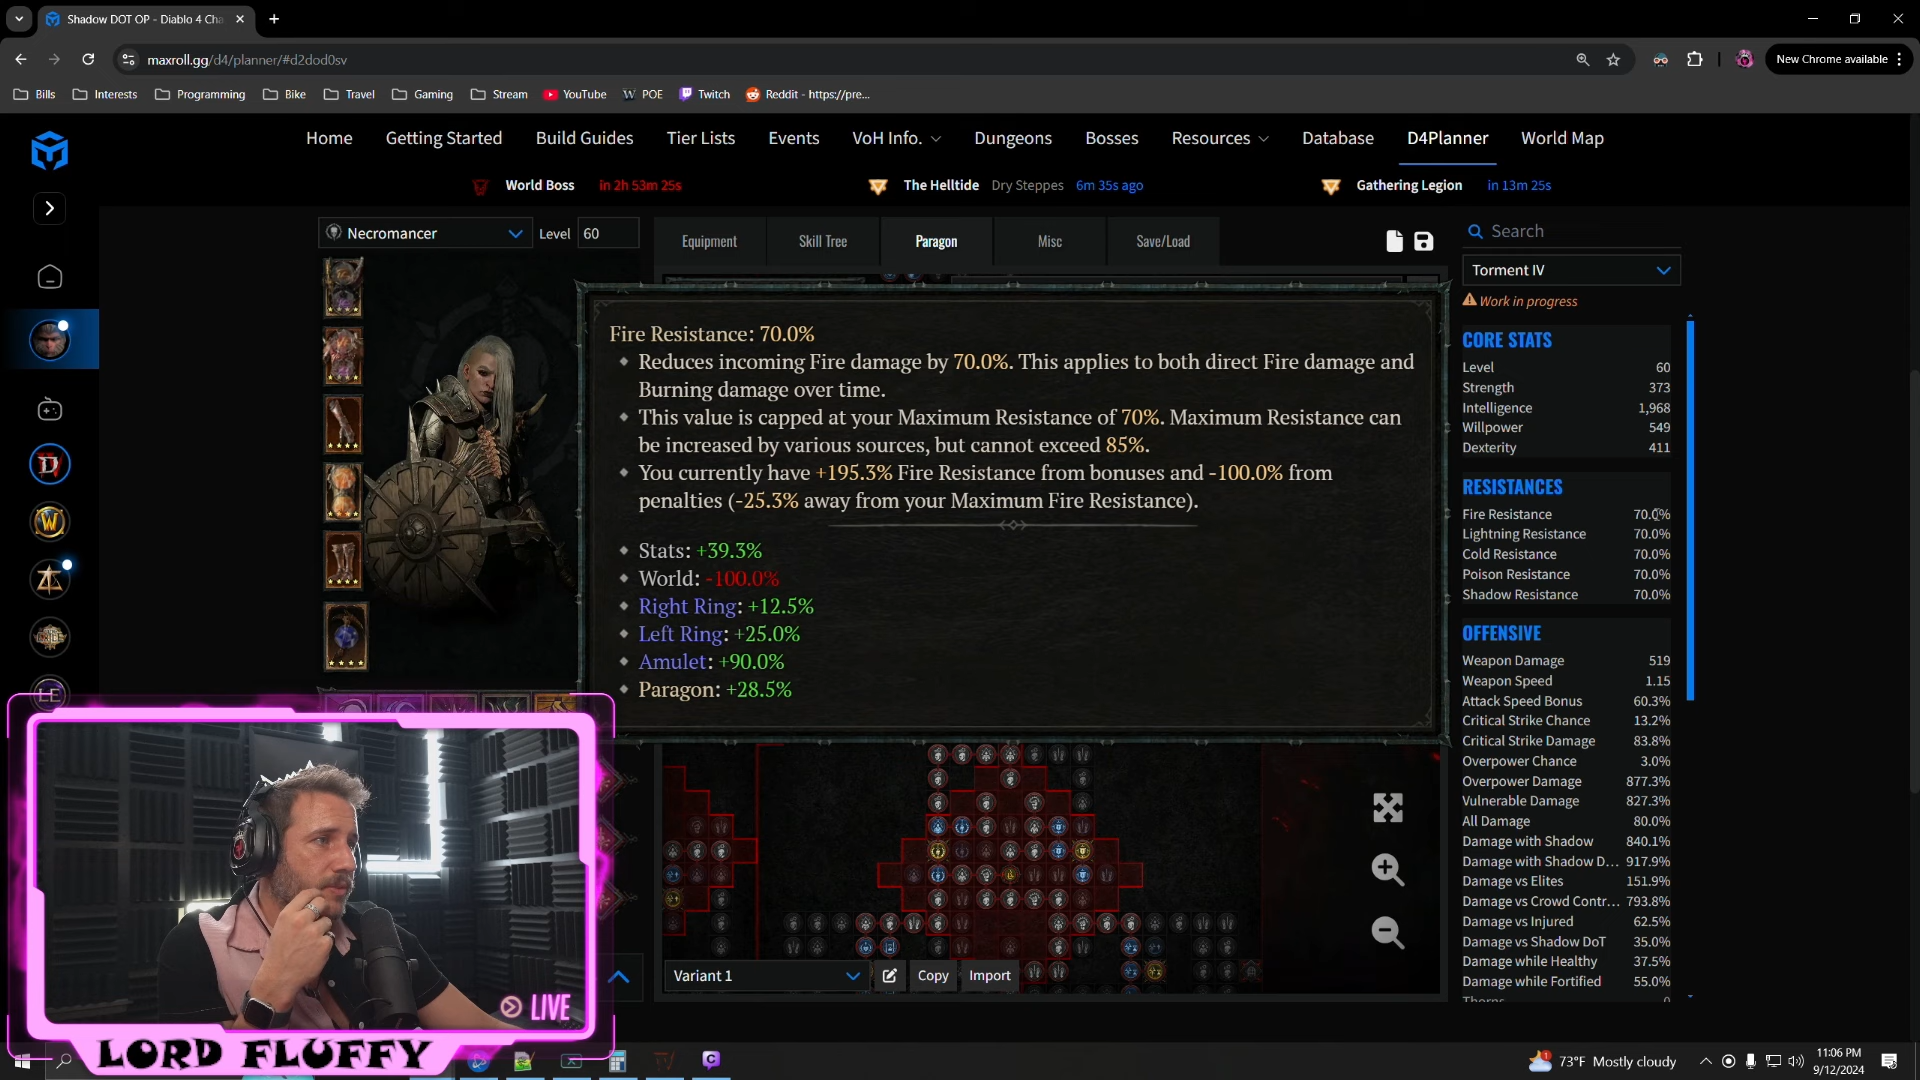 Shadow DOT OP - Diablo 4 Cha
maxroll.gg/d4/planner/#d2dod0sv
New Chrome available
Bills
Interests
Programming
Bike
Travel
Gaming
Stream
YouTube
W POE
Twitch
Reddit - https://pre...
Home
Getting Started
Build Guides
Tier Lists
Events
VoH Info.
Dungeons
Bosses
Resources
Database
D4Planner
World Map
World Boss in 2h 53m 25s
The Helltide Dry Steppes 6m 35s ago
Gathering Legion in 13m 25s
Necromancer
Level 60
Equipment
Skill Tree
Paragon
Misc
Save/Load
Search
Torment IV
Work in progress
Fire Resistance: 70.0%
Reduces incoming Fire damage by 70.0%. This applies to both direct Fire damage and
Burning damage over time.
This value is capped at your Maximum Resistance of 70%. Maximum Resistance can
be increased by various sources, but cannot exceed 85%.
You currently have +195.3% Fire Resistance from bonuses and -100.0% from
penalties (-25.3% away from your Maximum Fire Resistance).
Stats: +39.3%
World: -100.0%
Right Ring: +12.5%
Left Ring: +25.0%
Amulet: +90.0%
Paragon: +28.5%
CORE STATS
Level 60
Strength 373
Intelligence 1,968
Willpower 549
Dexterity 411
RESISTANCES
Fire Resistance 70.0%
Lightning Resistance 70.0%
Cold Resistance 70.0%
Poison Resistance 70.0%
Shadow Resistance 70.0%
OFFENSIVE
Weapon Damage 519
Weapon Speed 1.15
Attack Speed Bonus 60.3%
Critical Strike Chance 13.2%
Critical Strike Damage 83.8%
Overpower Chance 3.0%
Overpower Damage 877.3%
Vulnerable Damage 827.3%
All Damage 80.0%
Damage with Shadow 840.1%
Damage with Shadow D... 917.9%
Damage vs Elites 151.9%
Damage vs Crowd Contr... 793.8%
Damage vs Injured 62.5%
Damage vs Shadow DoT 35.0%
Damage while Healthy 37.5%
Damage while Fortified 55.0%
Thorns 0
Variant 1
Copy
Import
LE
LIVE
LORD FLUFFY
73°F Mostly cloudy
11:06 PM
9/12/2024